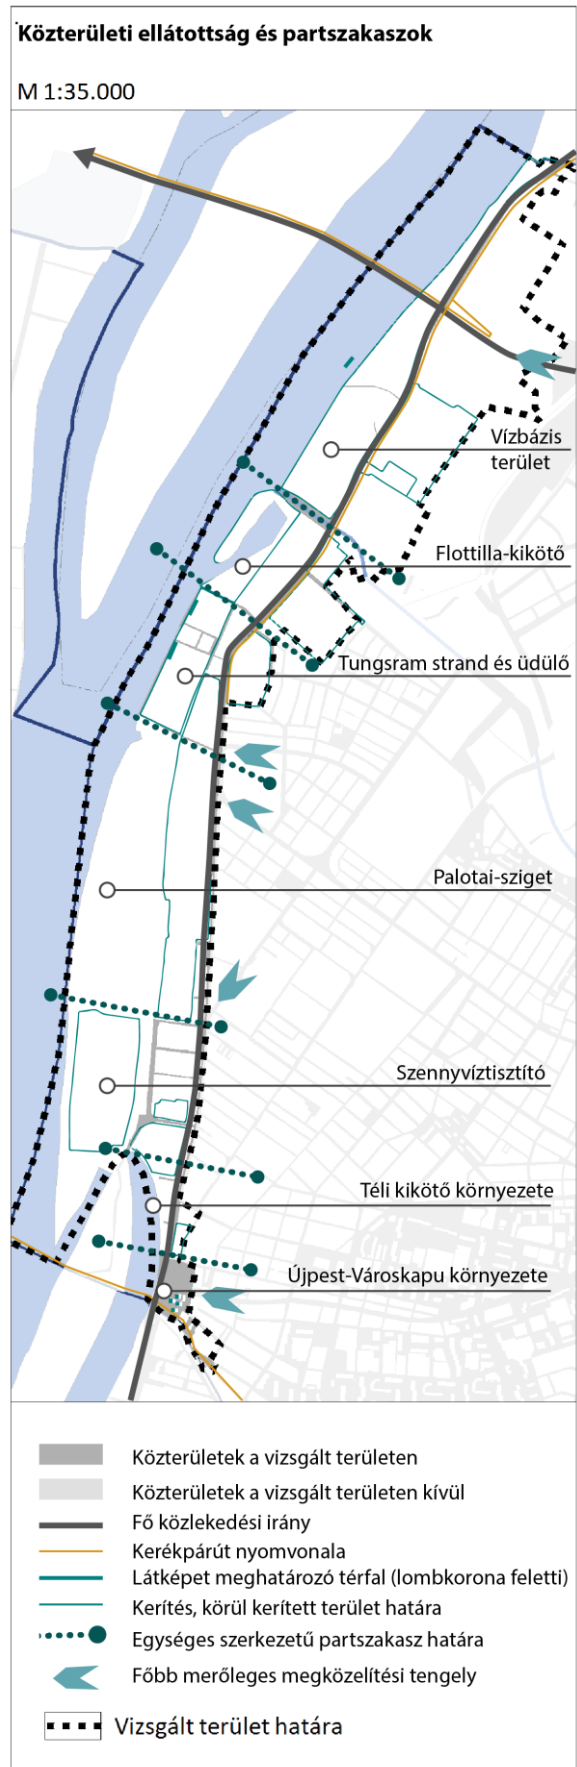 Közterületi ellátottság és partszakaszok
M 1:35.000
Vízbázis
terület
Flottilla-kikötő
Tungsram strand és üdülő
Palotai-sziget
Szennyvíztisztító
Téli kikötő környezete
Újpest-Városkapu környezete
Közterületek a vizsgált területen
Közterületek a vizsgált területen kívül
Fő közlekedési irány
Kerékpárút nyomvonala
Látképet meghatározó térfal (lombkorona feletti)
Kerítés, körül kerített terület határa
Egységes szerkezetű partszakasz határa
Főbb merőleges megközelítési tengely
Vizsgált terület határa